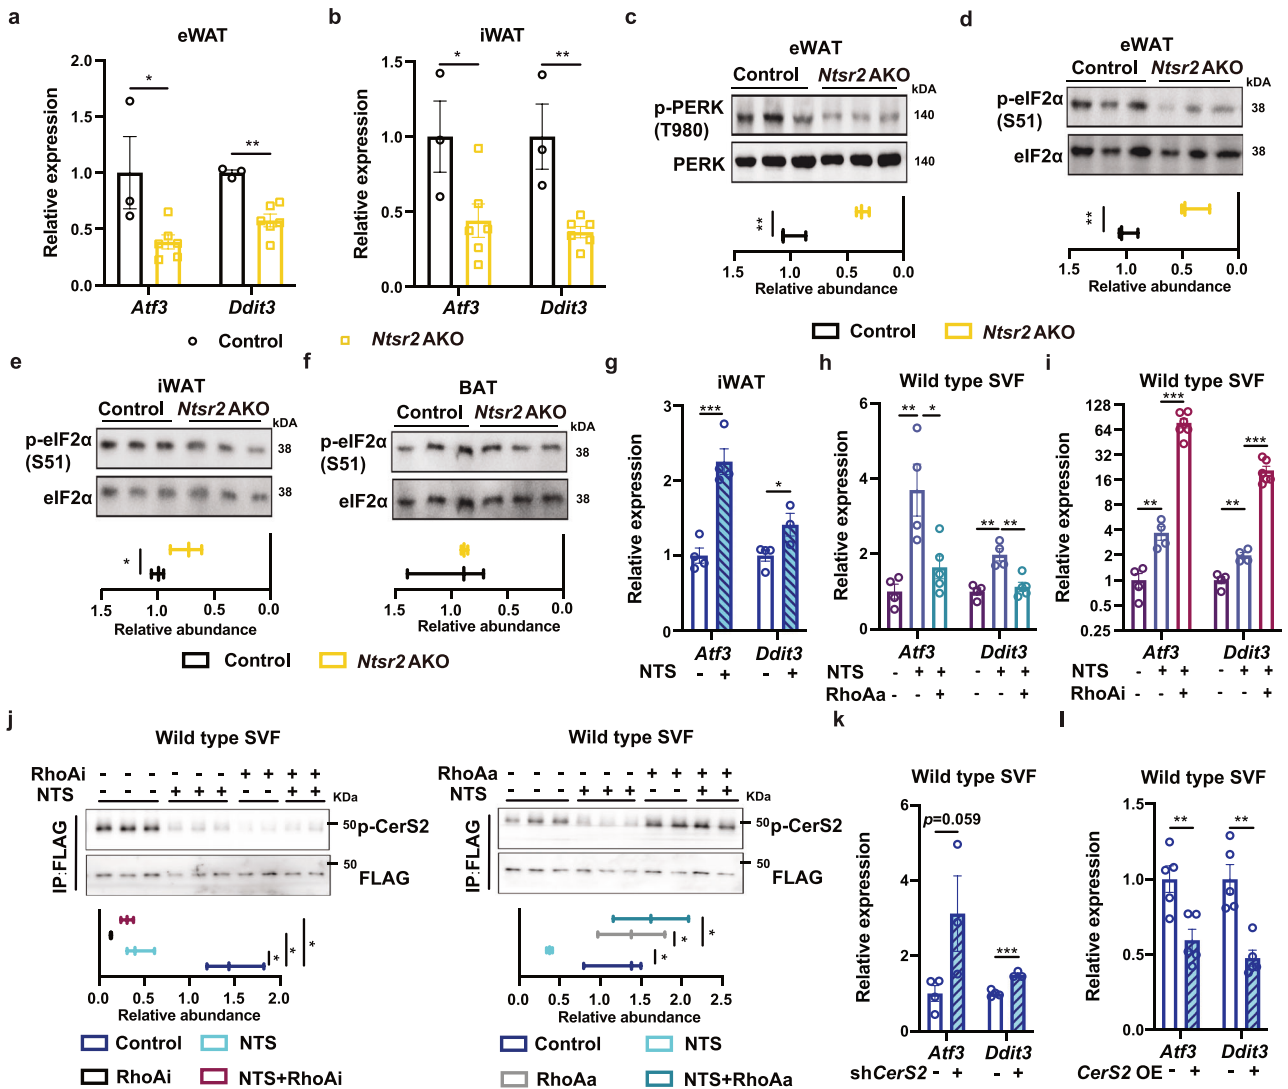 a
eWAT
Relative expression
2.0
1.5
1.0
0.5
0.0
*
**
Atf3
Ddit3
b
iWAT
Relative expression
1.5
1.0
0.5
0.0
*
**
Atf3
Ddit3
Control
Ntsr2 AKO
c
eWAT
Control
Ntsr2 AKO
kDA
p-PERK
(T980)
140
PERK
140
**
1.5
1.0
0.5
0.0
Relative abundance
d
eWAT
Control
Ntsr2 AKO
kDA
p-eIF2α
(S51)
38
eIF2α
38
**
1.5
1.0
0.5
0.0
Relative abundance
Control
Ntsr2 AKO
e
iWAT
Control
Ntsr2 AKO
kDA
p-eIF2α
(S51)
38
eIF2α
38
*
1.5
1.0
0.5
0.0
Relative abundance
f
BAT
Control
Ntsr2 AKO
kDA
p-eIF2α
(S51)
38
eIF2α
38
1.5
1.0
0.5
0.0
Relative abundance
Control
Ntsr2 AKO
g
iWAT
Relative expression
3
2
1
0
***
*
Atf3
Ddit3
NTS - + - +
h
Wild type SVF
Relative expression
6
4
2
0
** *
** **
Atf3
Ddit3
NTS - + + - + +
RhoAa - - + - - +
i
Wild type SVF
Relative expression
128
64
32
16
8
4
2
1
0.5
0.25
** ***
** ***
Atf3
Ddit3
NTS - + + - + +
RhoAi - - + - - +
j
Wild type SVF
RhoAi - - - - - - + + + +
NTS - - - + + + - - + +
KDa
IP:FLAG
50
p-CerS2
50
FLAG
* * *
0.0 0.5 1.0 1.5 2.0
Relative abundance
Control
NTS
RhoAi
NTS+RhoAi
Wild type SVF
RhoAa - - - - - - + + + +
NTS - - - + + + - - + +
KDa
IP:FLAG
50
p-CerS2
50
FLAG
* * *
0.0 0.5 1.0 1.5 2.0 2.5
Relative abundance
Control
NTS
RhoAa
NTS+RhoAa
k
Wild type SVF
Relative expression
6
4
2
0
p=0.059
***
Atf3
Ddit3
shCerS2 - + - +
l
Wild type SVF
Relative expression
1.5
1.0
0.5
0.0
**
**
Atf3
Ddit3
CerS2 OE - + - +